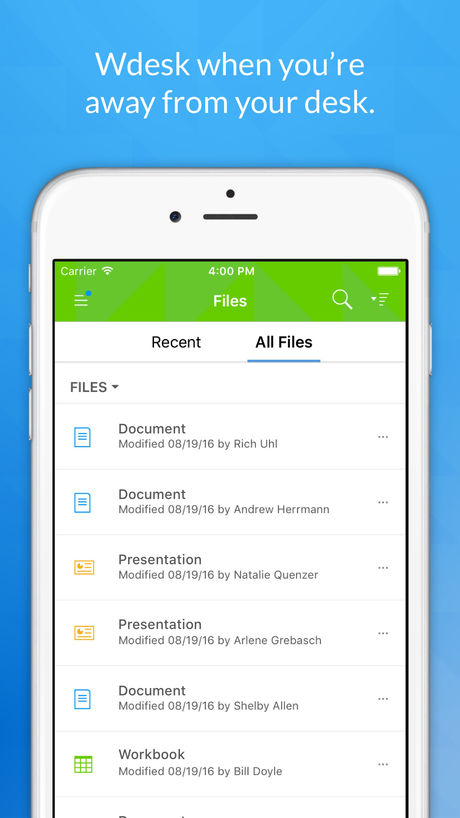 Wdesk when you’re
away from your desk.
Carrier 4:00 PM
Files
Recent All Files
FILES
Document
Modified 08/19/16 by Rich Uhl
Document
Modified 08/19/16 by Andrew Herrmann
Presentation
Modified 08/19/16 by Natalie Quenzer
Presentation
Modified 08/19/16 by Arlene Grebasch
Document
Modified 08/19/16 by Shelby Allen
Workbook
Modified 08/19/16 by Bill Doyle